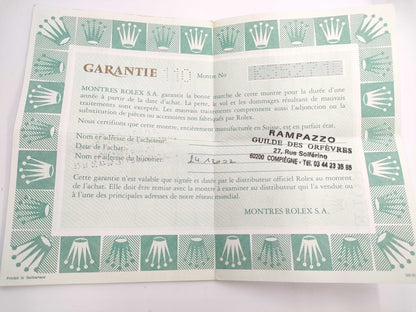 GARANTIE 110 Montre No
MONTRES ROLEX S.A. garantit la bonne marche de cette montre pour la durée d'une
année à partir de la date d'achat. La perte, le vol et les dommages résultant de mauvais
traitements sont exceptés. Les mauvais traitements comprennent aussi l'adjonction ou la
substitution de pièces ou accessoires non fabriqués par Rolex.
Nous certifions que cette montre, entièrement manufacturée en Suisse, est en parfait état.
RAMPAZZO
GUILDE DES ORFÈVRES
27, Rue Solférino
60200 COMPIÈGNE - Tél. 03 44 23 35 65
Nom et adresse de l'acheteur:
Date de l'achat:
Nom et adresse du bijoutier:
Cette garantie n'est valable que signée et datée par le distributeur officiel Rolex au moment
de l'achat. Elle doit être remise avec la montre à examiner au distributeur qui l'a vendue ou
à l'une des principales adresses de notre réseau mondial.
MONTRES ROLEX S.A.
Printed in Switzerland